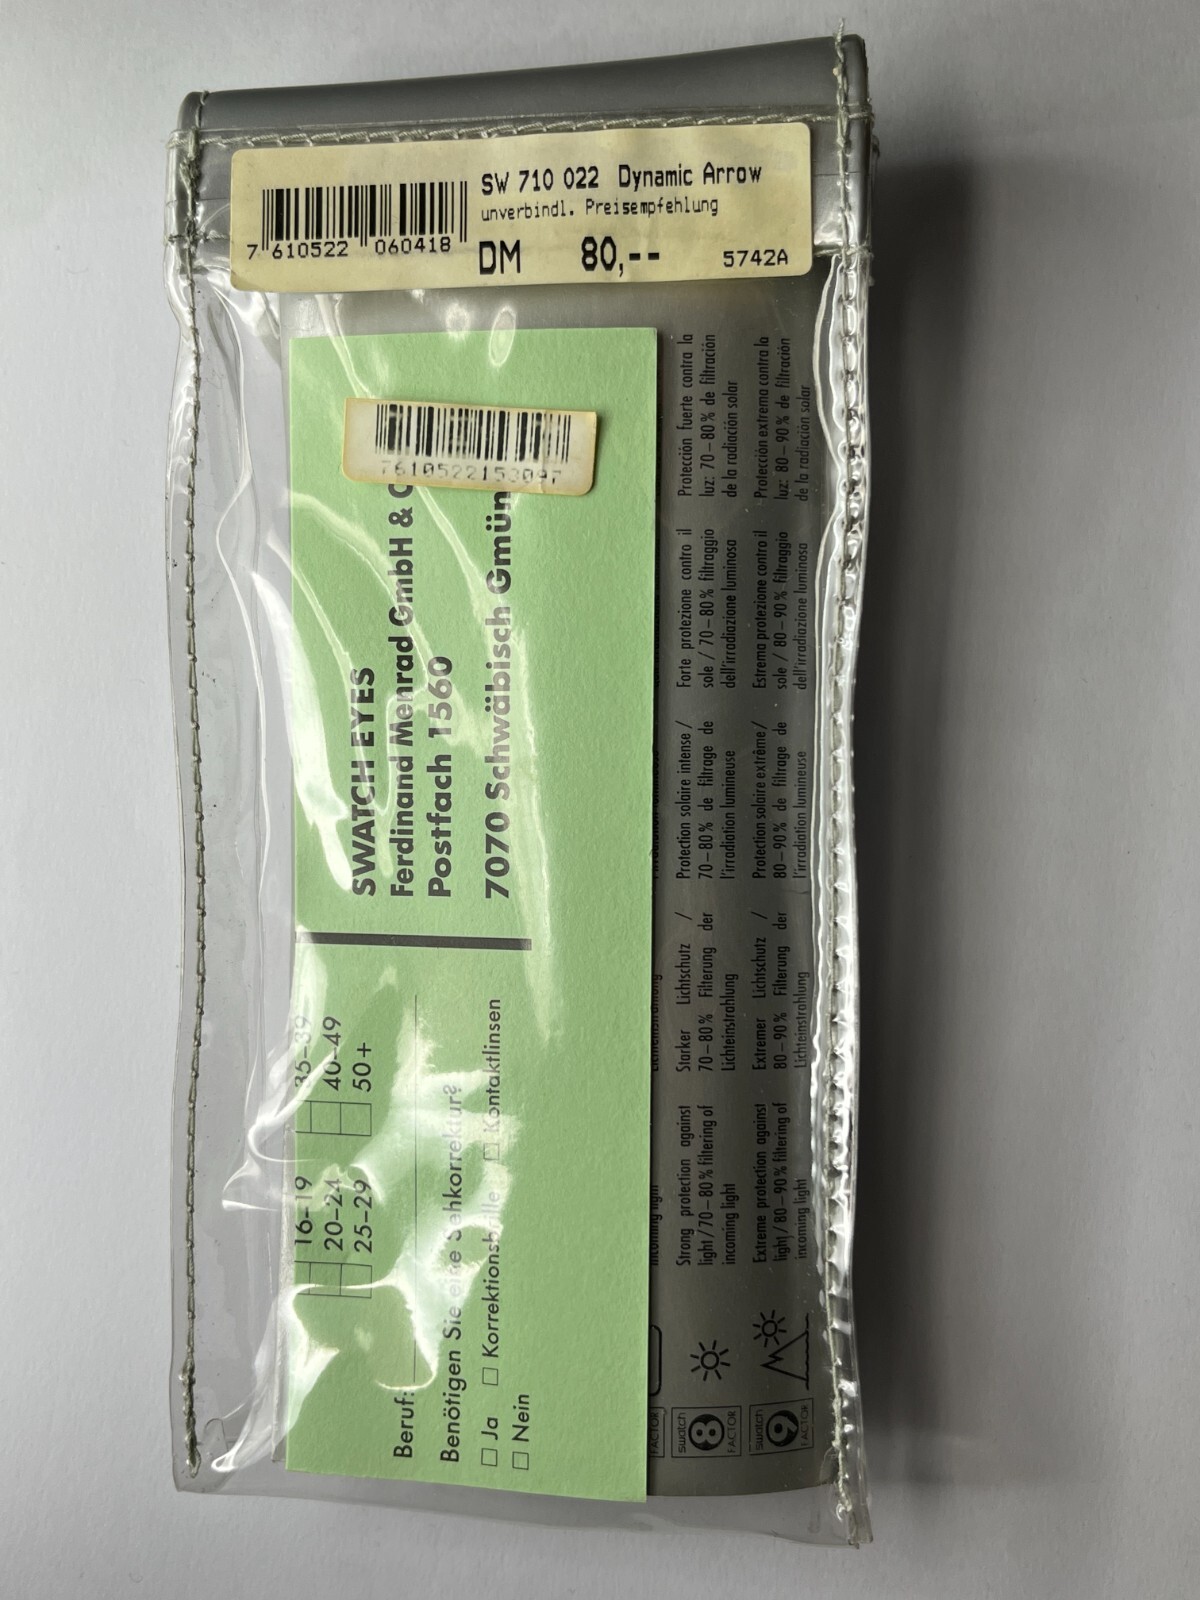 SW 710 022 Dynamic Arrow
unverbindl. Preisempfehlung
DM 80,--
5742A
7 610522 060418
7610522153097
SWATCH EYES
Ferdinand Menrad GmbH & C
Postfach 1560
7070 Schwäbisch Gmün
16–19
20–24
25–29
35–39
40–49
50+
Beruf:
Benötigen Sie eine Sehkorrektur?
Ja
Korrektionsbrille
Kontaktlinsen
Nein
FACTOR
incoming light
Lichteinstrahlung
swatch
8
FACTOR
Strong protection against
light/70–80% filtering of
incoming light
Starker Lichtschutz /
70–80% Filterung der
Lichteinstrahlung
Protection solaire intense /
70–80% de filtrage de
l'irradiation lumineuse
Forte protezione contro il
sole / 70–80% filtraggio
dell'irradiazione luminosa
Protección fuerte contra la
luz: 70–80% de filtración
de la radiación solar
swatch
9
FACTOR
Extreme protection against
light/80–90% filtering of
incoming light
Extremer Lichtschutz /
80–90% Filterung der
Lichteinstrahlung
Protection solaire extrême/
80–90% de filtrage de
l'irradiation lumineuse
Estrema protezione contro il
sole / 80–90% filtraggio
dell'irradiazione luminosa
Protección extrema contra la
luz: 80–90% de filtración
de la radiación solar